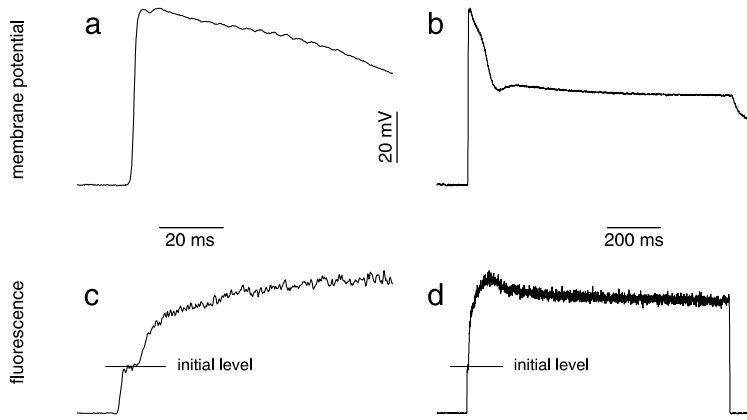 a
b
membrane potential
20 mV
20 ms
200 ms
c
d
fluorescence
initial level
initial level